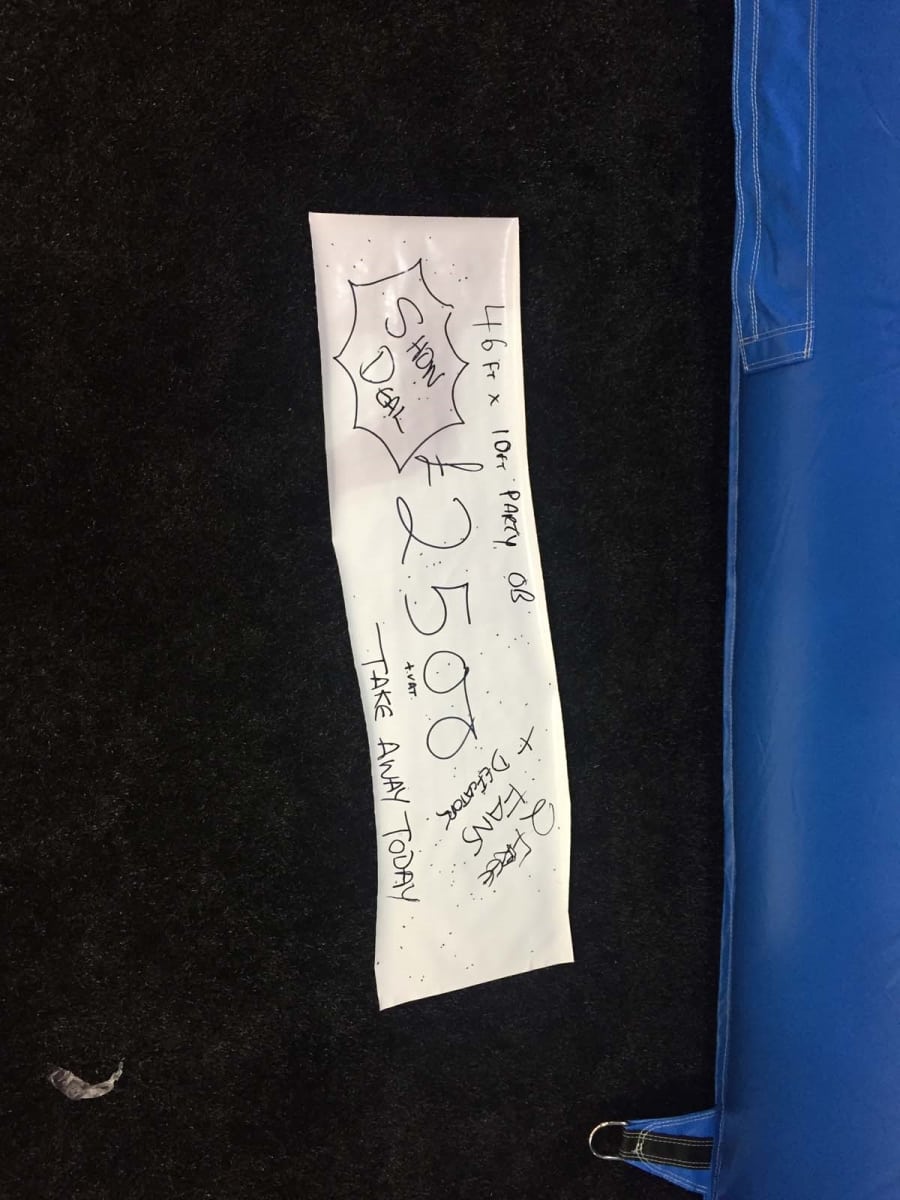 46FT x 10FT PARTY OB
SHOW
DEAL
£2500
+VAT.
x 2 FREE
FANS
DEFLATOR
TAKE AWAY TODAY